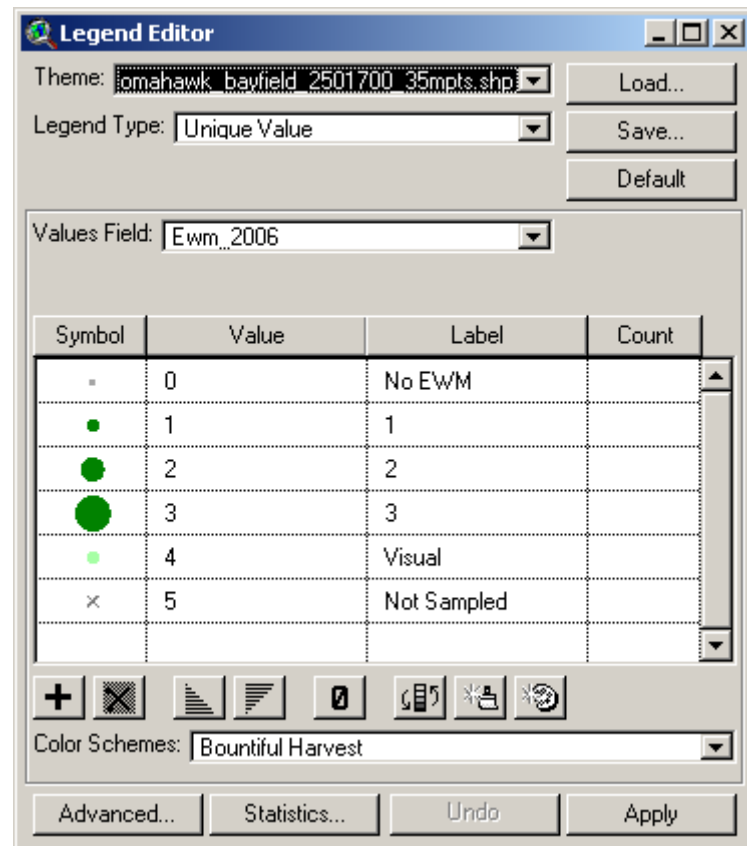 Legend Editor
Theme: omahawk_bayfield_2501700_35mpts.shp
Load...
Legend Type: Unique Value
Save...
Default
Values Field: Ewm_2006
Symbol Value Label Count
0 No EWM
1 1
2 2
3 3
4 Visual
5 Not Sampled
0
Color Schemes: Bountiful Harvest
Advanced... Statistics... Undo Apply